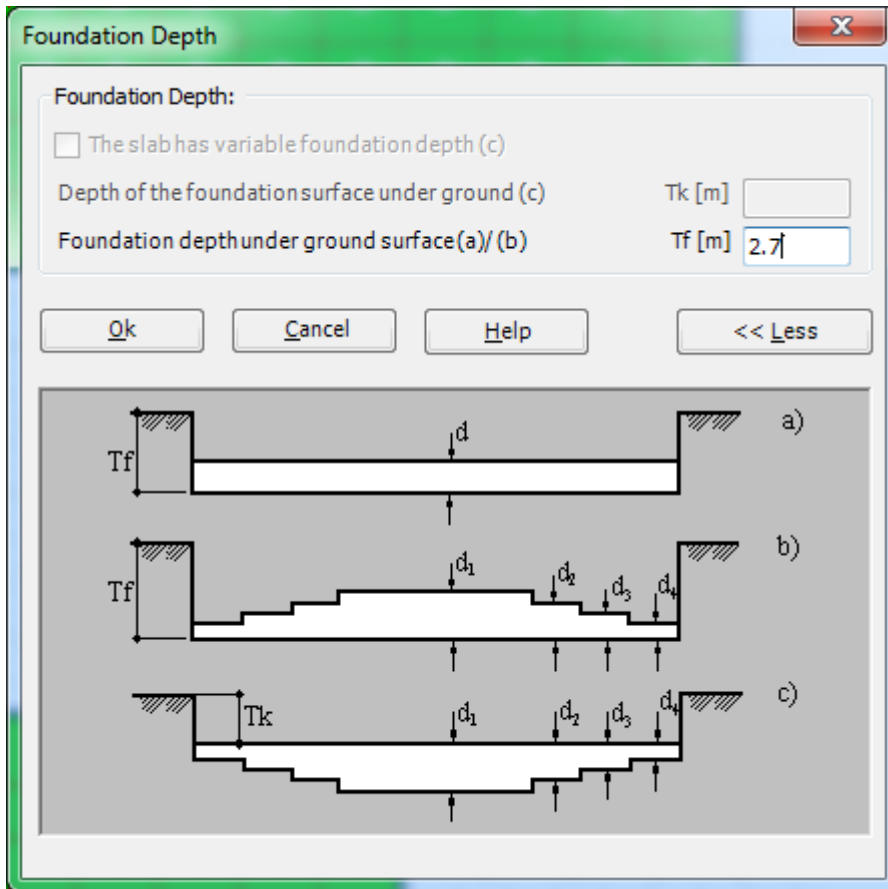 Foundation Depth
Foundation Depth:
The slab has variable foundation depth (c)
Depth of the foundation surface under ground (c) Tk [m]
Foundation depth under ground surface (a)/ (b) Tf [m] 2.7
Ok Cancel Help << Less
d a)
Tf
b)
d₁ d₂ d₃ d₄
Tf
c)
Tk d₁ d₂ d₃ d₄